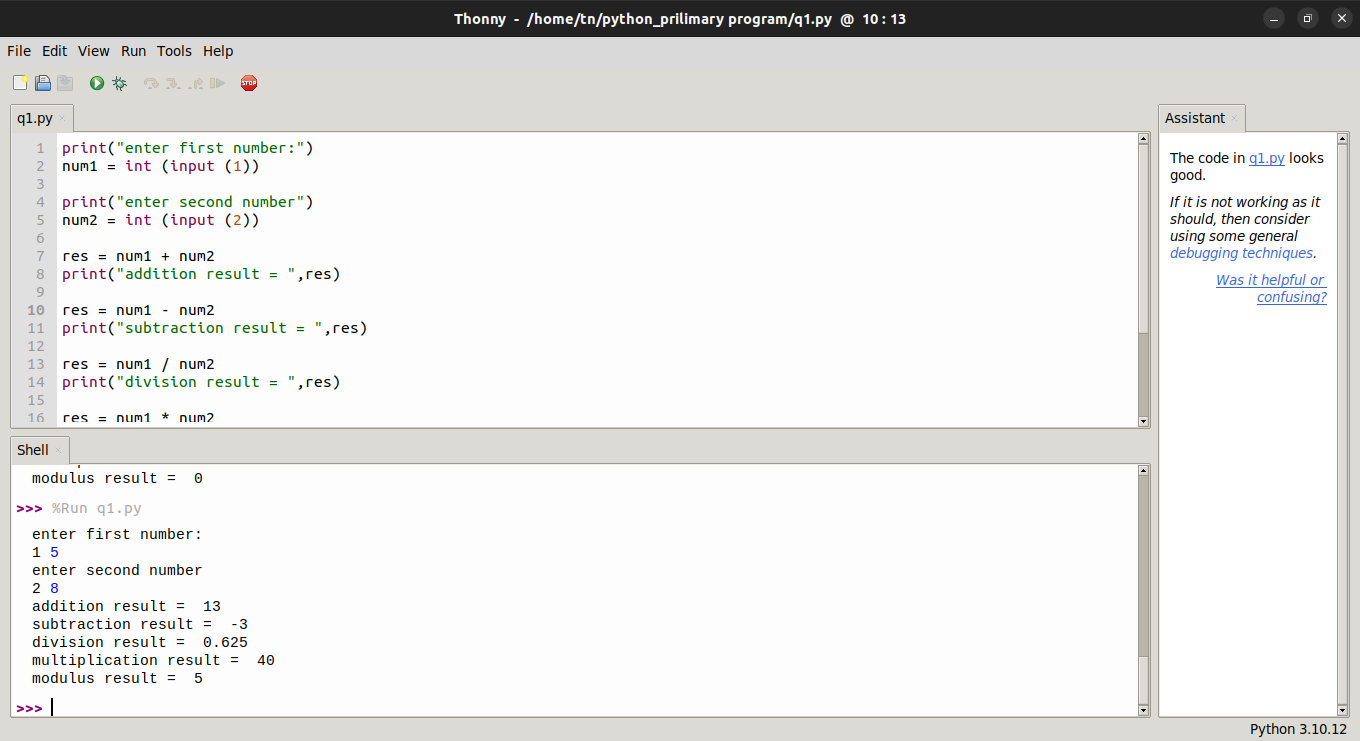 Thonny - /home/tn/python_prilimary program/q1.py @ 10 : 13
File Edit View Run Tools Help
STOP
q1.py
1 print("enter first number:")
2 num1 = int (input (1))
3
4 print("enter second number")
5 num2 = int (input (2))
6
7 res = num1 + num2
8 print("addition result = ",res)
9
10 res = num1 - num2
11 print("subtraction result = ",res)
12
13 res = num1 / num2
14 print("division result = ",res)
15
16 res = num1 * num2
Shell
modulus result =  0
>>> %Run q1.py
enter first number:
1 5
enter second number
2 8
addition result =  13
subtraction result =  -3
division result =  0.625
multiplication result =  40
modulus result =  5
>>>
Assistant
The code in q1.py looks
good.
If it is not working as it
should, then consider
using some general
debugging techniques.
Was it helpful or
confusing?
Python 3.10.12